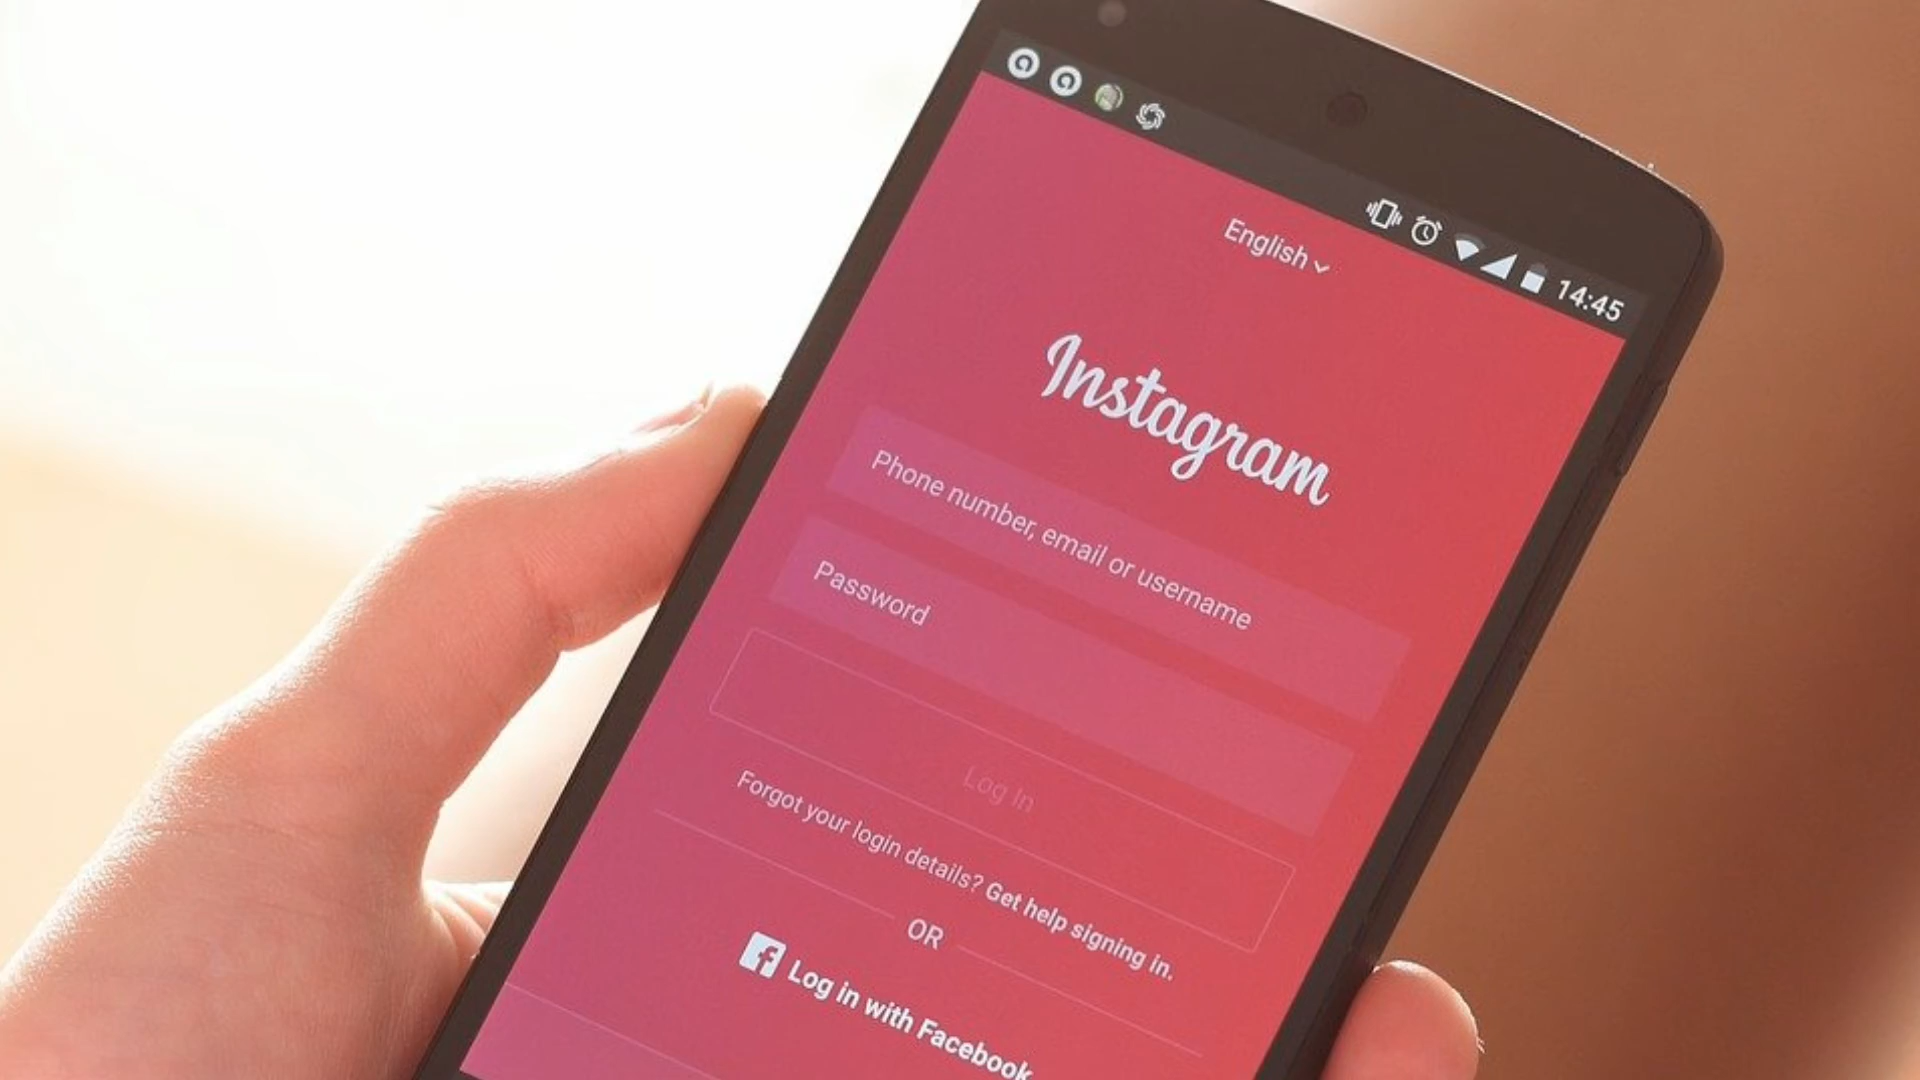 14:45
English
Instagram
Phone number, email or username
Password
Log In
Forgot your login details? Get help signing in.
OR
Log in with Facebook